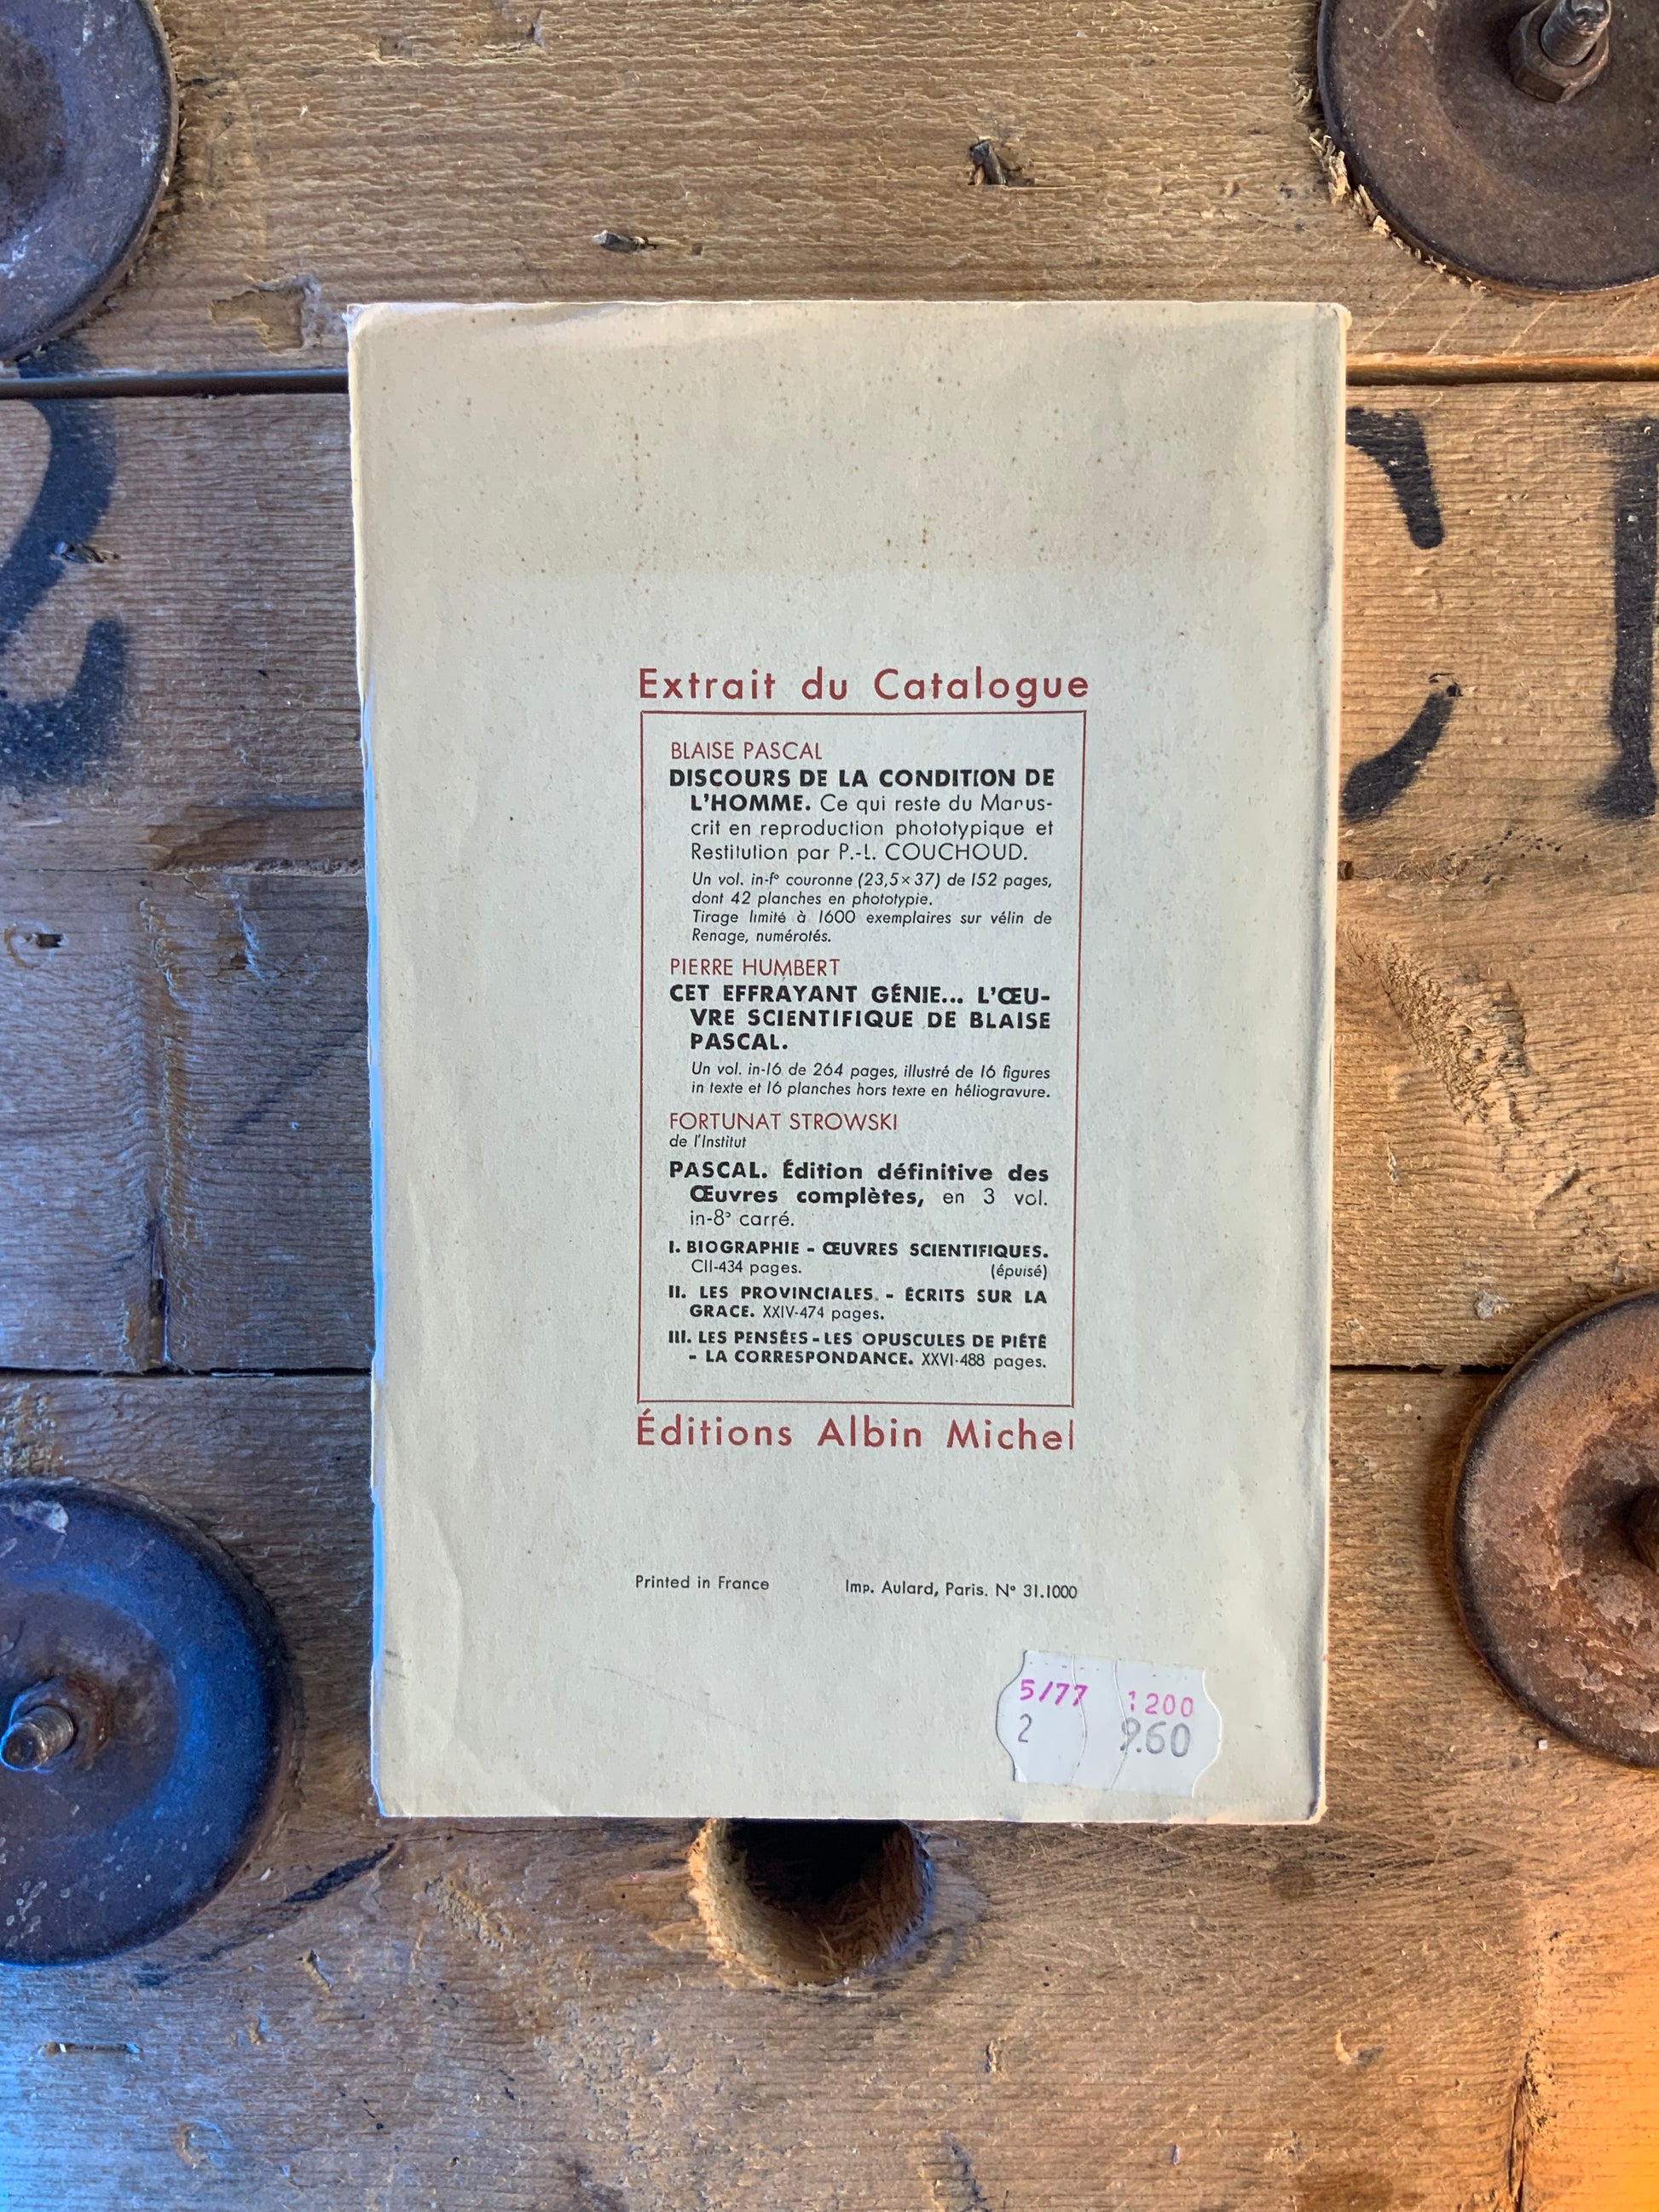 Extrait du Catalogue
BLAISE PASCAL
DISCOURS DE LA CONDITION DE
L'HOMME. Ce qui reste du Manus-
crit en reproduction phototypique et
Restitution par P.-L. COUCHOUD.
Un vol. in-fº couronne (23,5×37) de 152 pages,
dont 42 planches en phototypie.
Tirage limité à 1600 exemplaires sur vélin de
Renage, numérotés.
PIERRE HUMBERT
CET EFFRAYANT GÉNIE... L'ŒU-
VRE SCIENTIFIQUE DE BLAISE
PASCAL.
Un vol. in-16 de 264 pages, illustré de 16 figures
in texte et 16 planches hors texte en héliogravure.
FORTUNAT STROWSKI
de l'Institut
PASCAL. Édition définitive des
Œuvres complètes, en 3 vol.
in-8º carré.
I. BIOGRAPHIE - ŒUVRES SCIENTIFIQUES.
CII-434 pages. (épuisé)
II. LES PROVINCIALES. - ÉCRITS SUR LA
GRACE. XXIV-474 pages.
III. LES PENSÉES - LES OPUSCULES DE PIÉTÉ
- LA CORRESPONDANCE. XXVI-488 pages.
Éditions Albin Michel
Printed in France Imp. Aulard, Paris. Nº 31.1000
5/77 1200
2 9.60